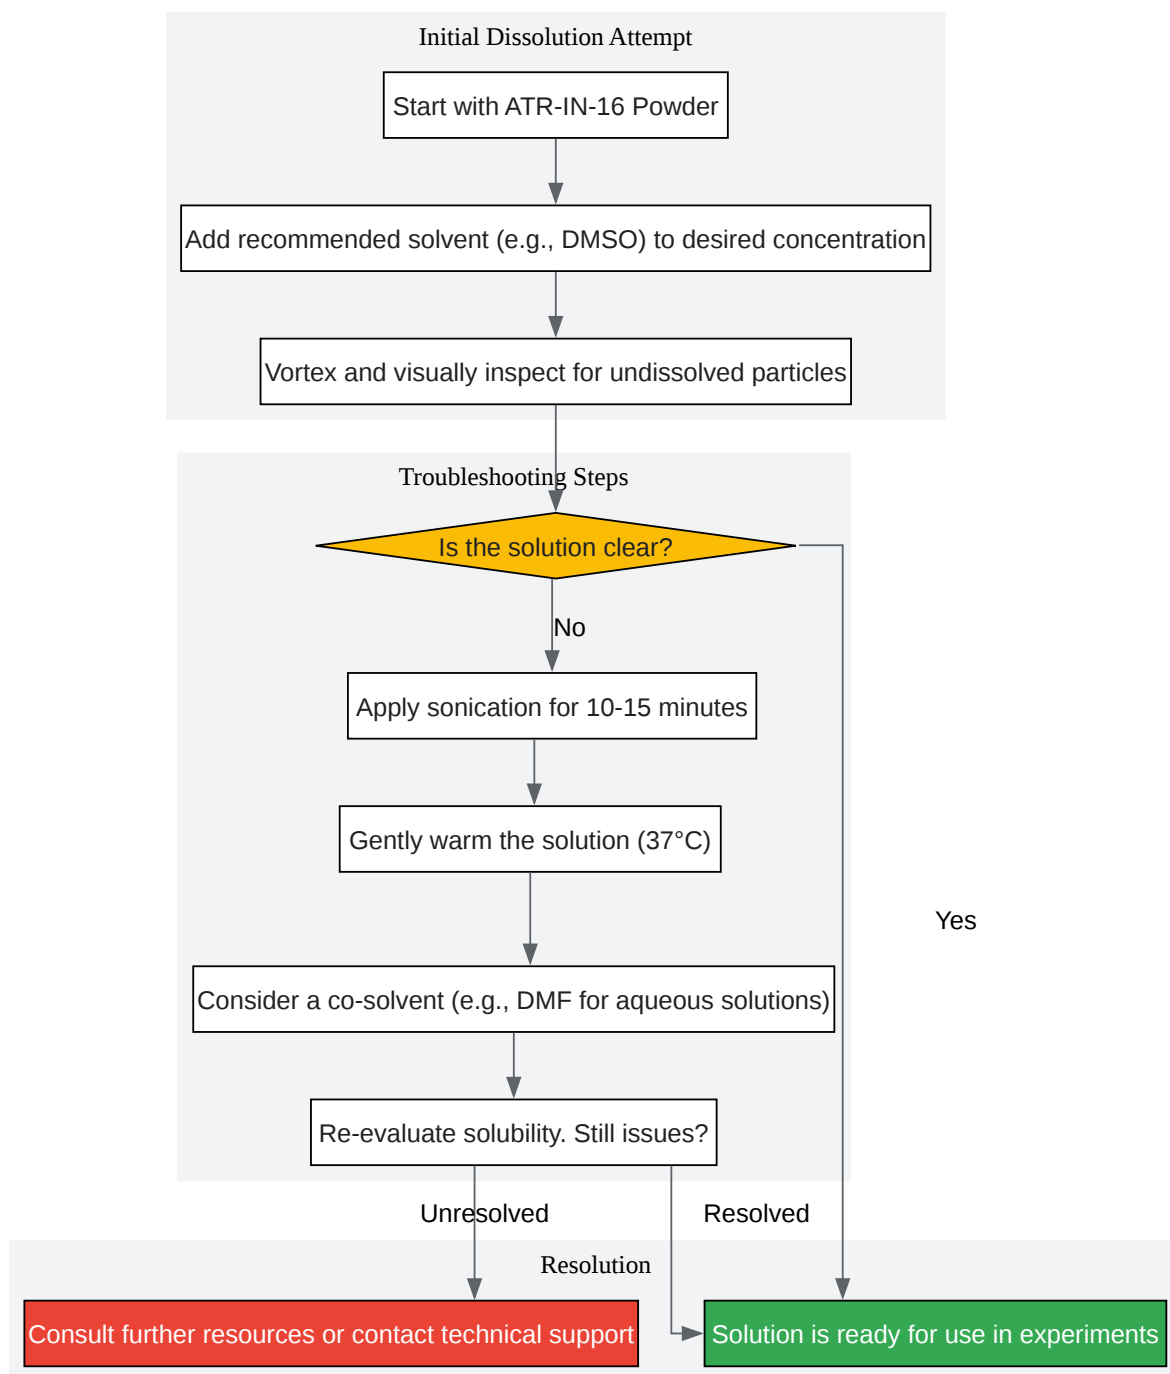 Initial Dissolution Attempt
Start with ATR-IN-16 Powder
Add recommended solvent (e.g., DMSO) to desired concentration
Vortex and visually inspect for undissolved particles
Troubleshooting Steps
Is the solution clear?
No
Apply sonication for 10-15 minutes
Gently warm the solution (37°C)
Yes
Consider a co-solvent (e.g., DMF for aqueous solutions)
Re-evaluate solubility. Still issues?
Unresolved
Resolved
Resolution
Consult further resources or contact technical support
Solution is ready for use in experiments